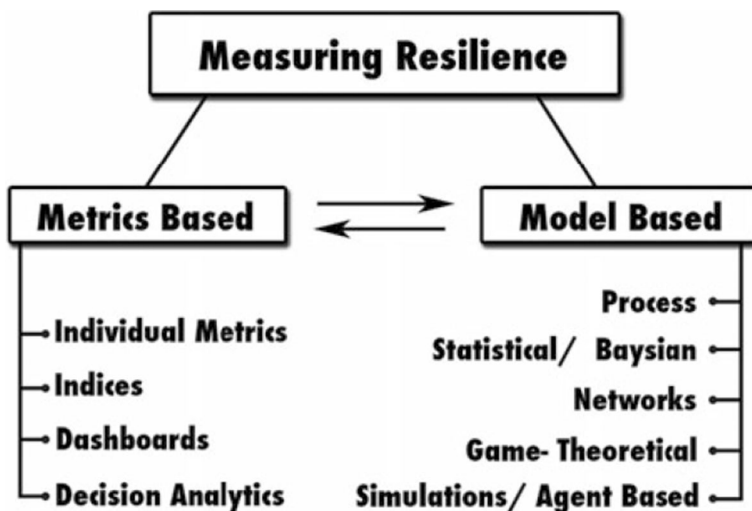 Measuring Resilience
Metrics Based
Model Based
Individual Metrics
Indices
Dashboards
Decision Analytics
Process
Statistical/ Baysian
Networks
Game- Theoretical
Simulations/ Agent Based